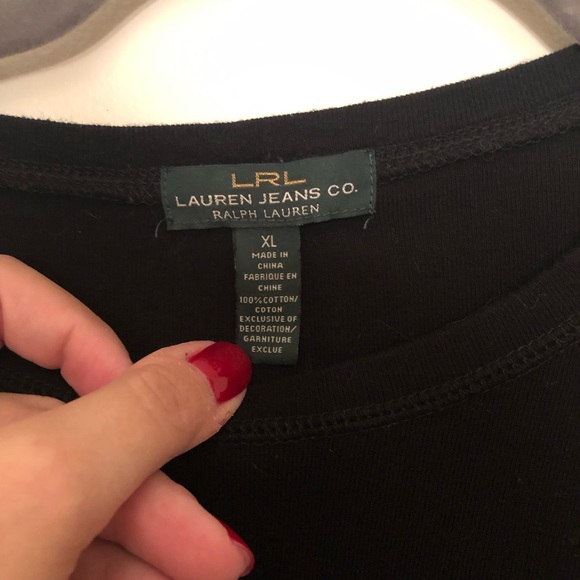 LRL
LAUREN JEANS CO.
RALPH LAUREN
XL
MADE IN
CHINA
FABRIQUE EN
CHINE
100% COTTON/
COTON
EXCLUSIVE OF
DECORATION/
GARNITURE
EXCLUE